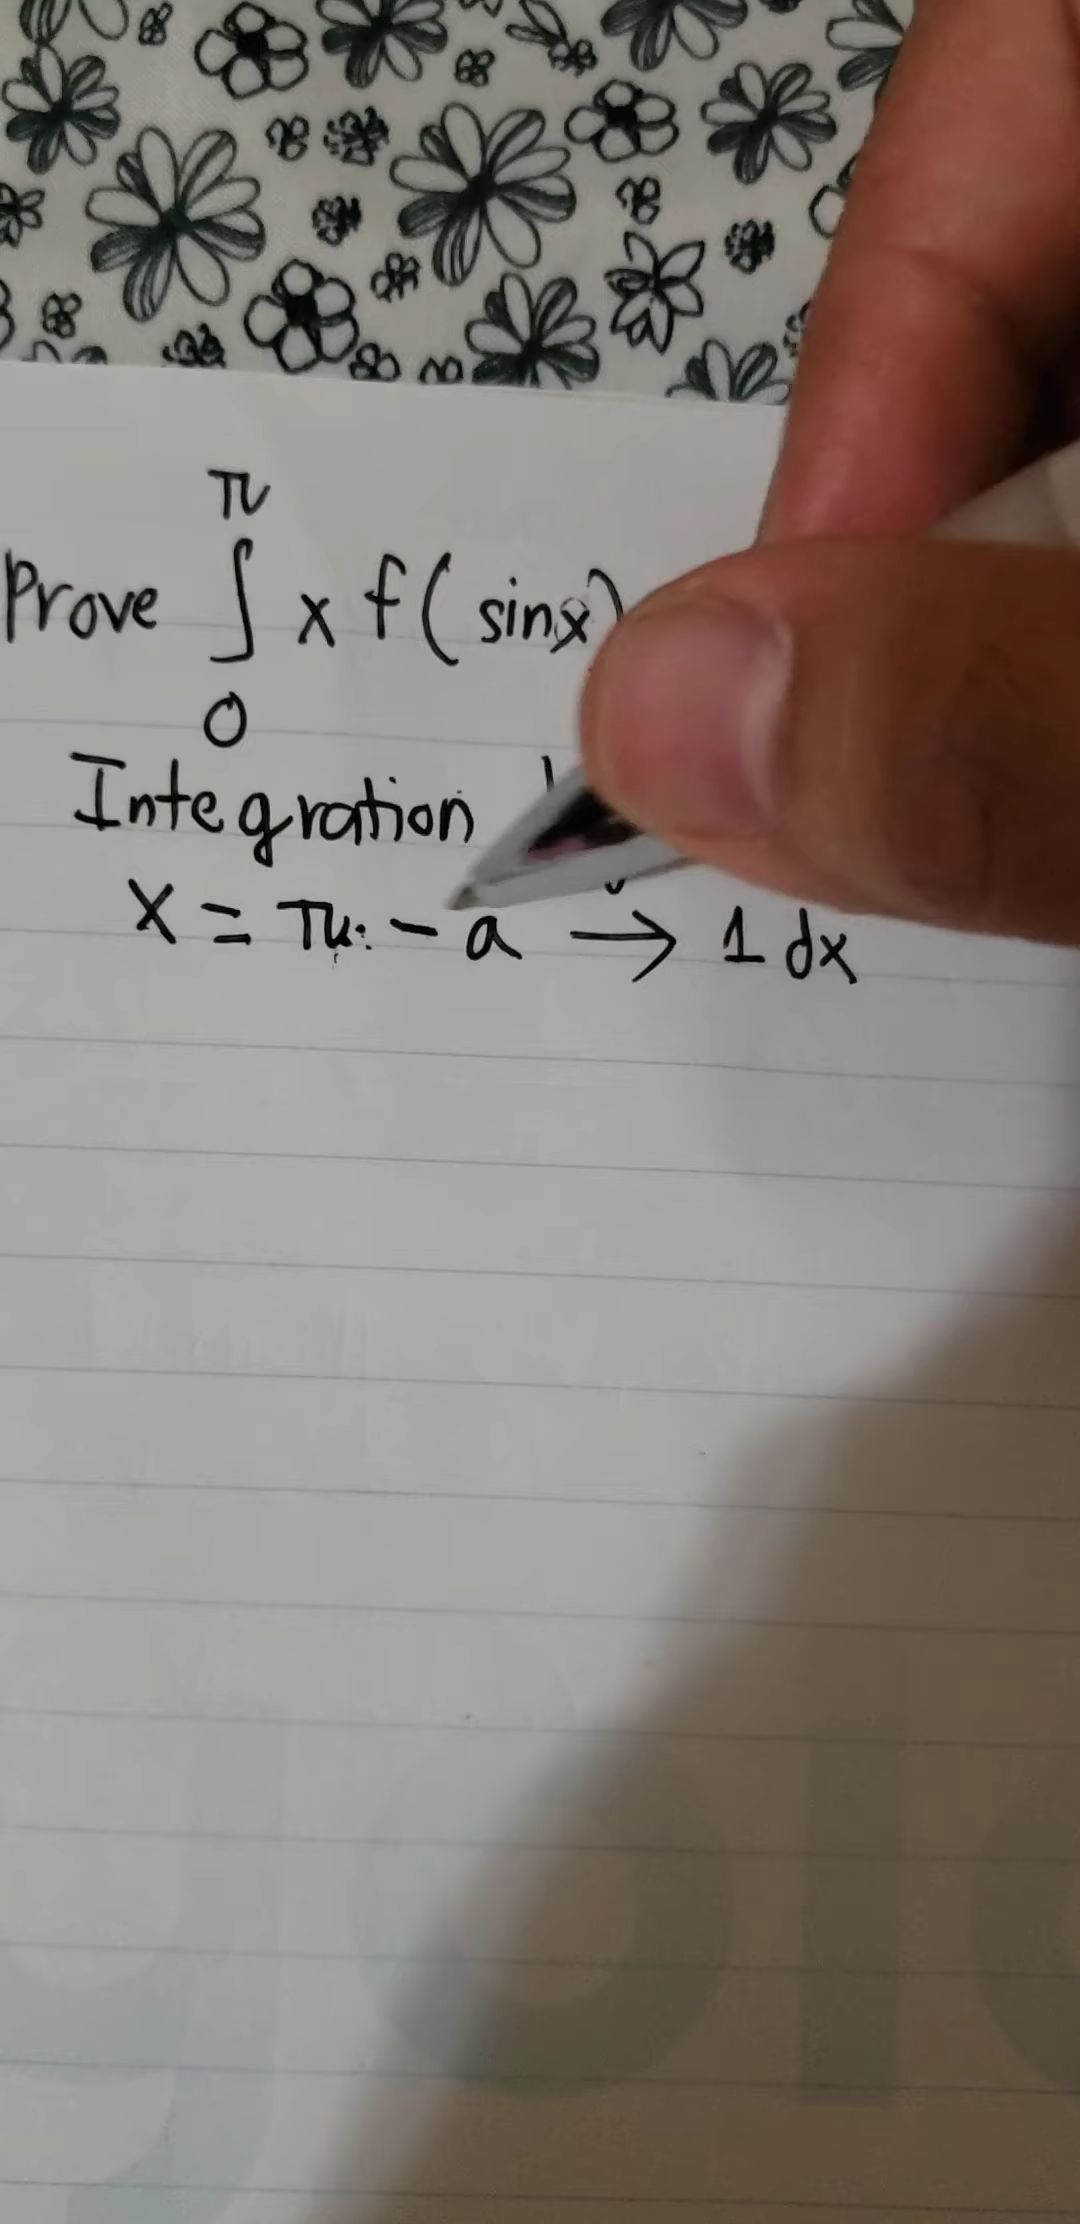 π
Prove ∫ x f(sinx)
0
Integration
x = π - a → 1 dx